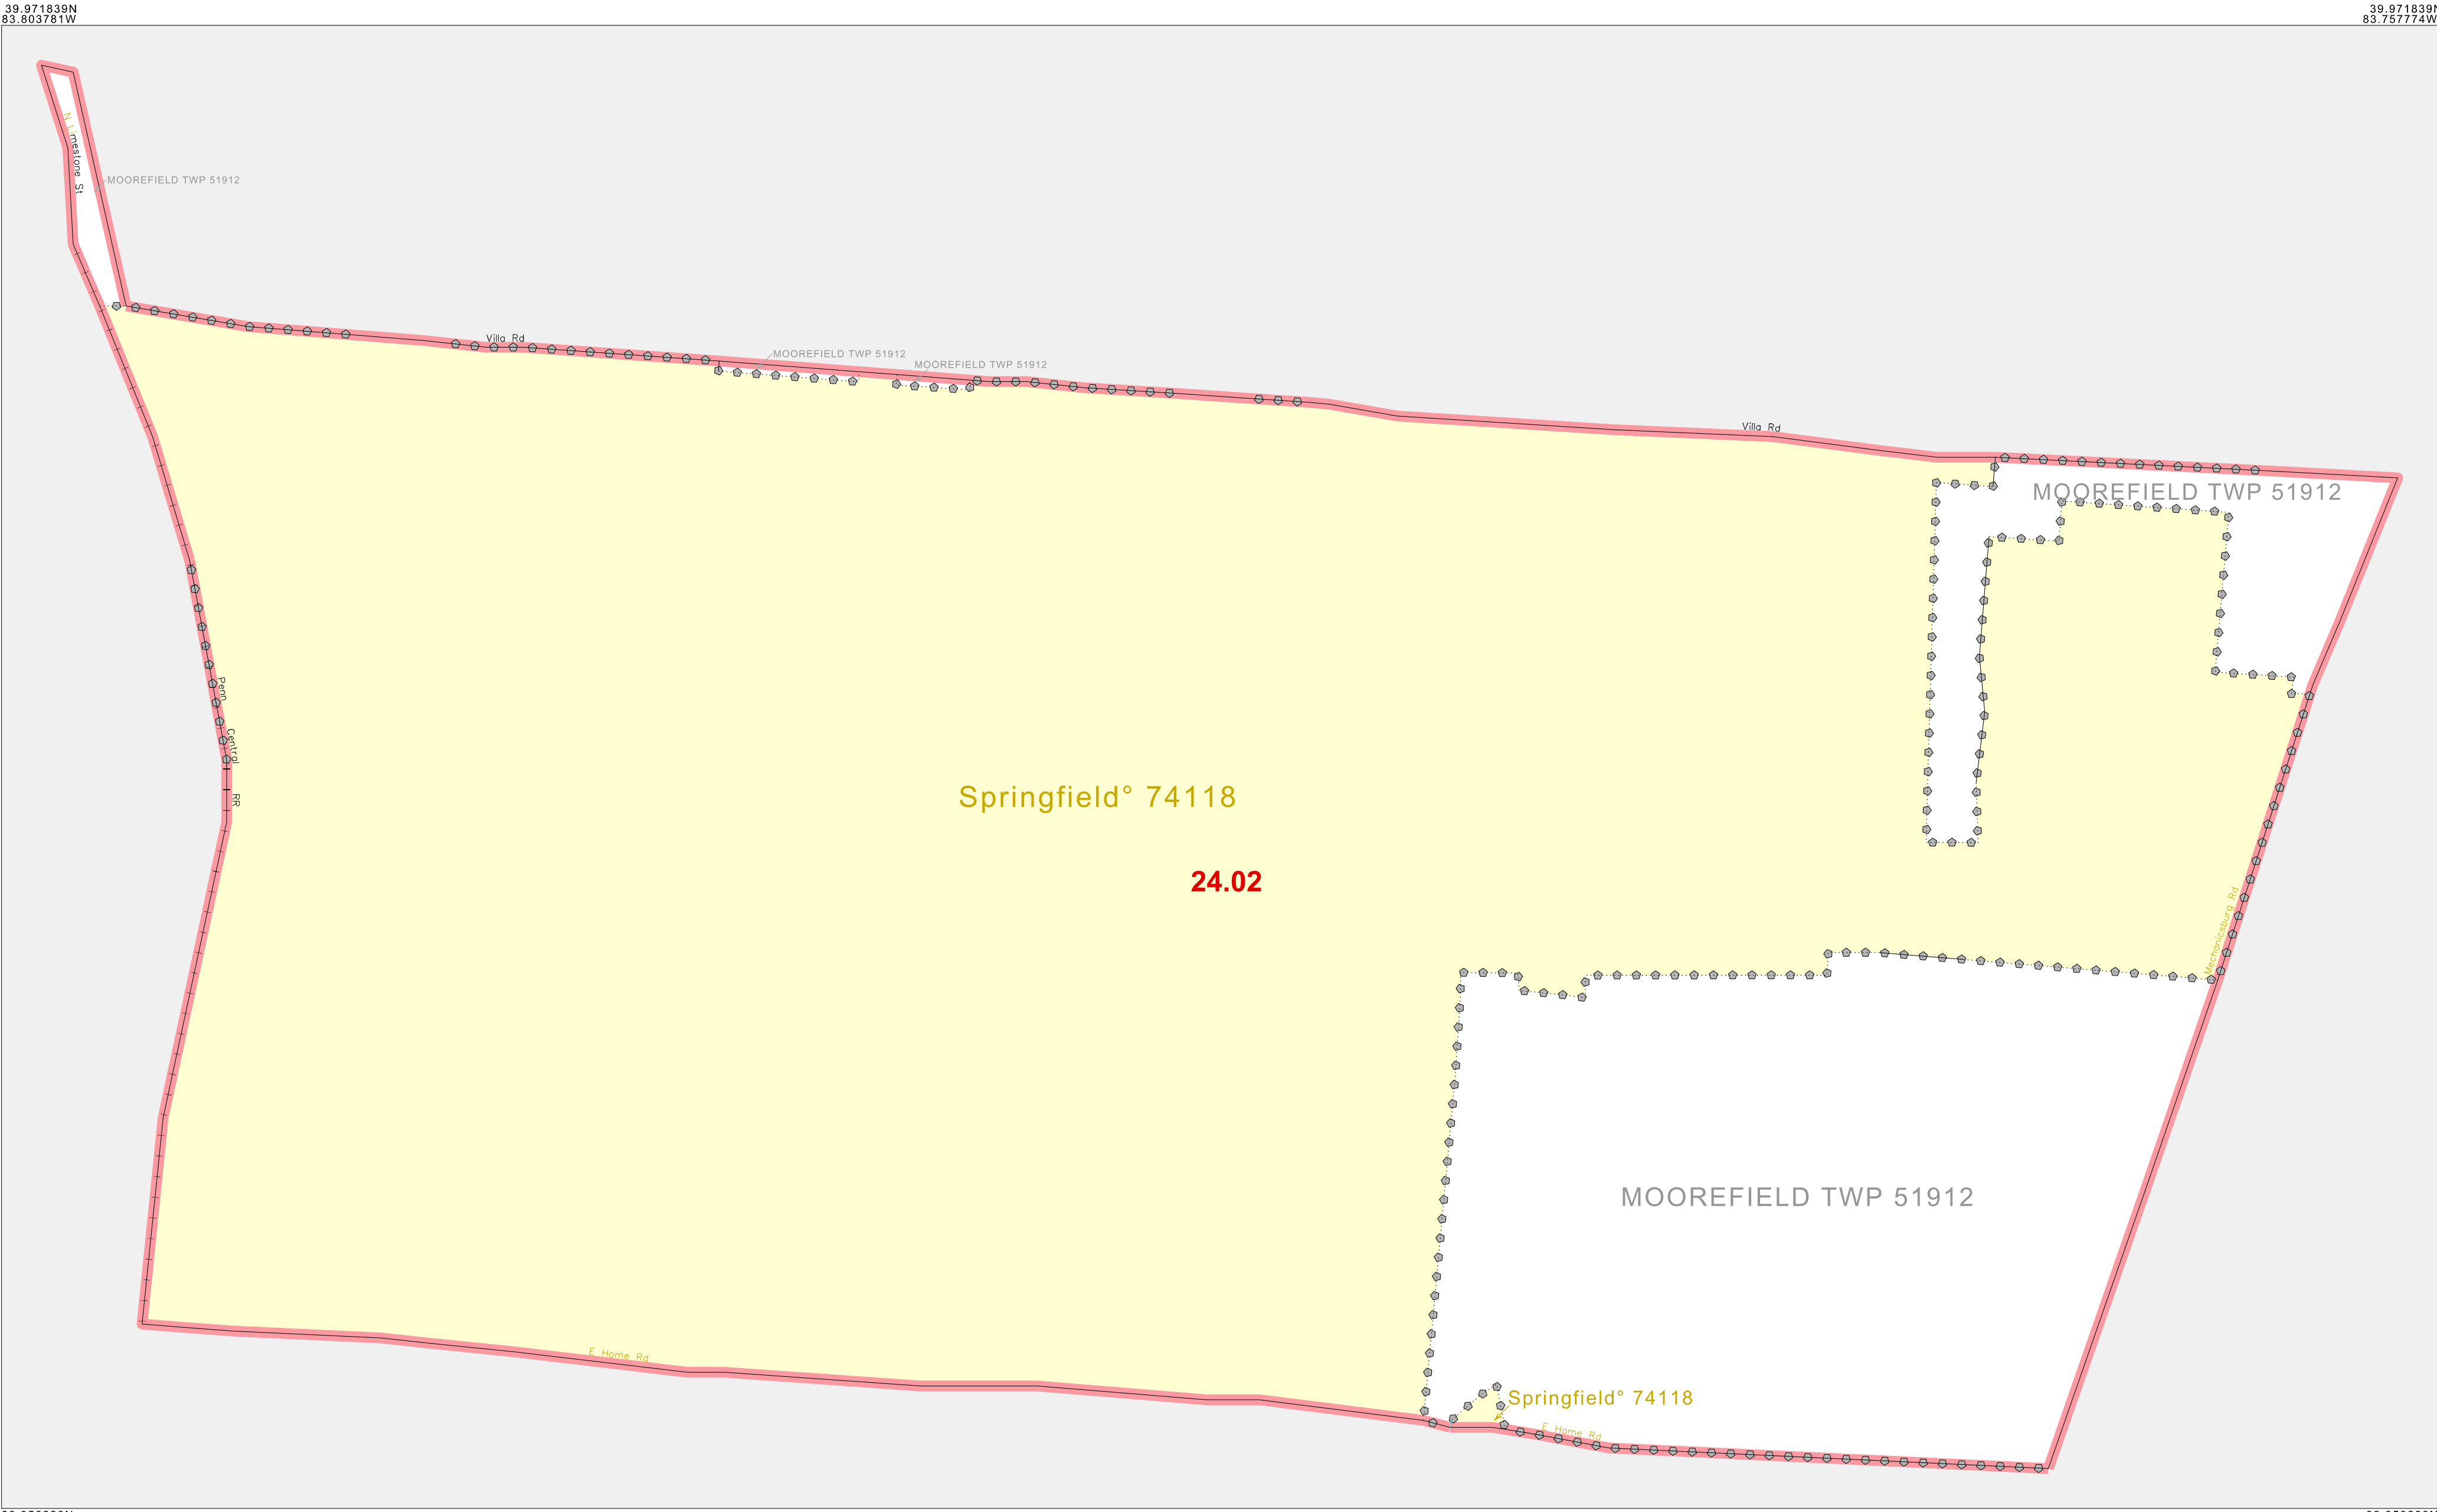 39.971839N
83.803781W
39.971839N
83.757774W
N Limestone St
MOOREFIELD TWP 51912
Villa Rd
MOOREFIELD TWP 51912
MOOREFIELD TWP 51912
Villa Rd
MOOREFIELD TWP 51912
Penn Central RR
Springfield° 74118
24.02
Mechanicsburg Rd
MOOREFIELD TWP 51912
E Home Rd
Springfield° 74118
E Home Rd